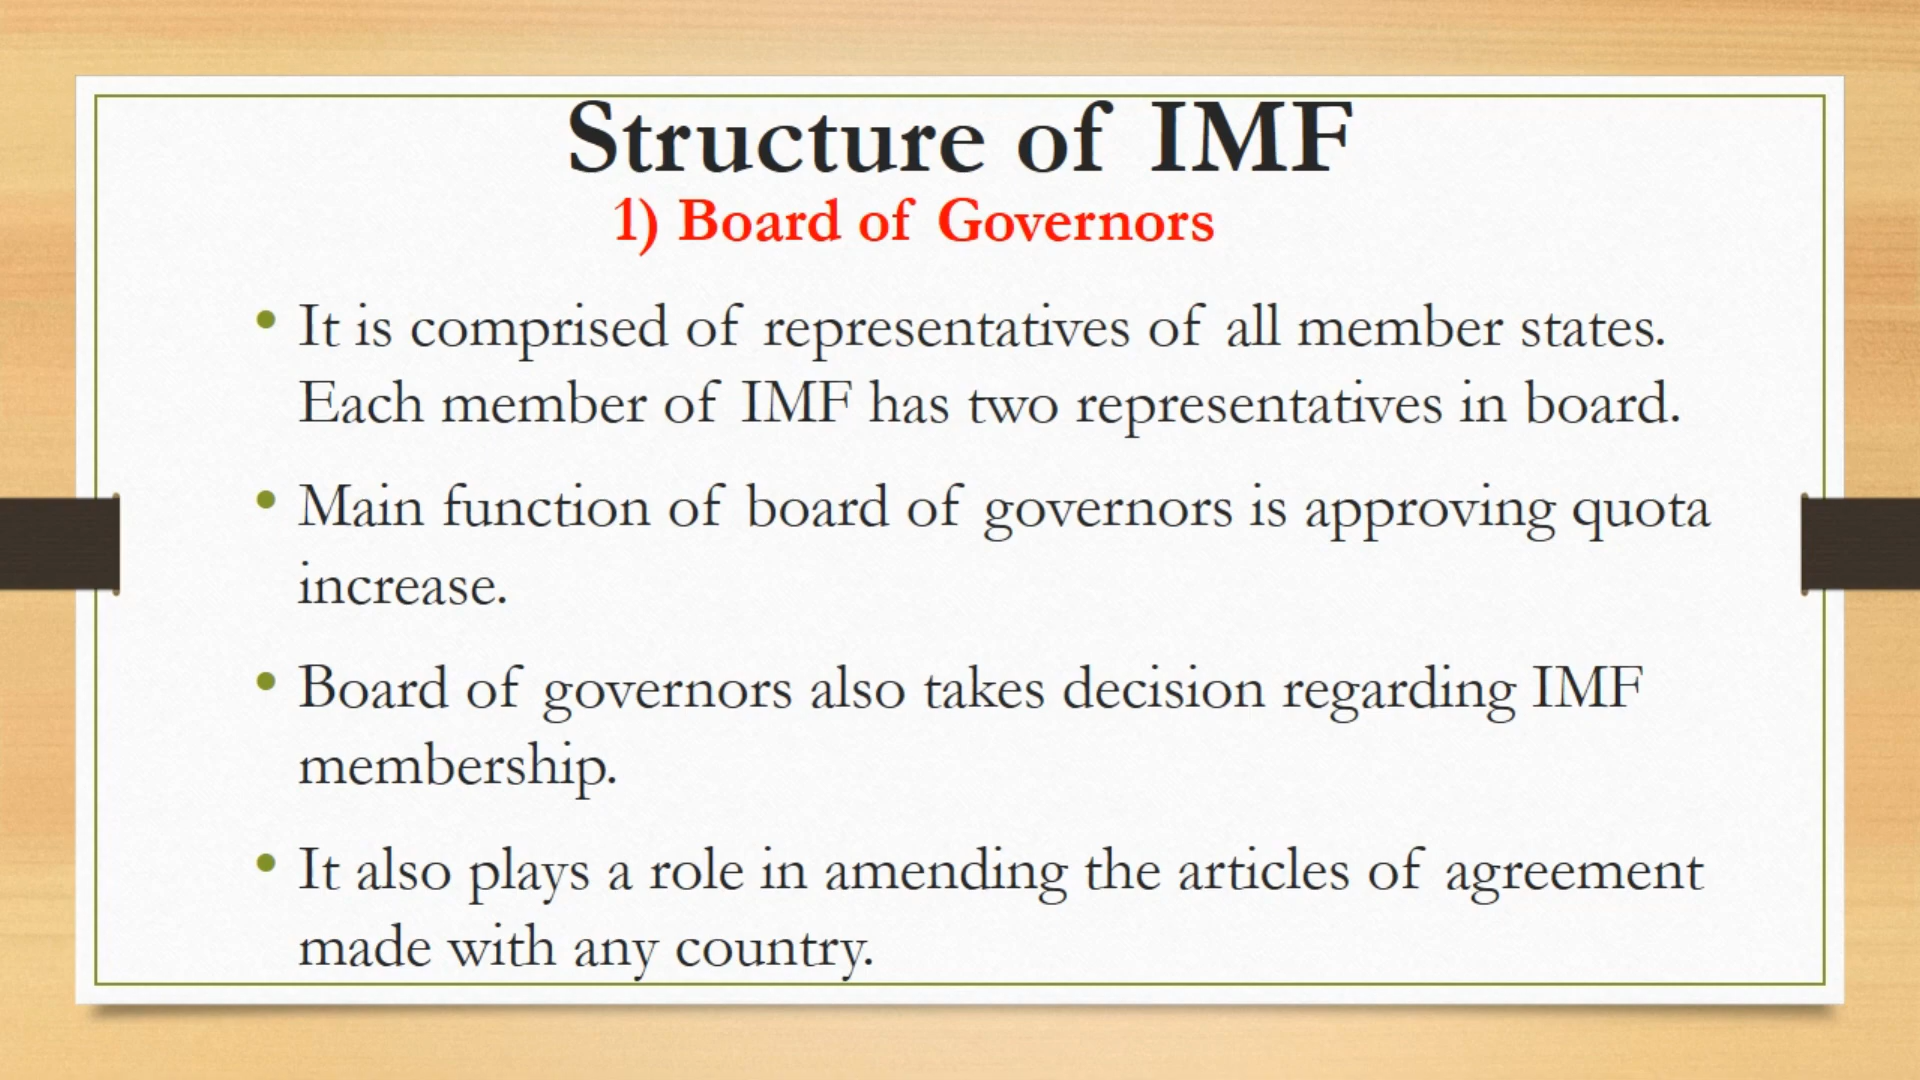 Structure of IMF
1) Board of Governors
• It is comprised of representatives of all member states.
Each member of IMF has two representatives in board.
• Main function of board of governors is approving quota
increase.
• Board of governors also takes decision regarding IMF
membership.
• It also plays a role in amending the articles of agreement
made with any country.